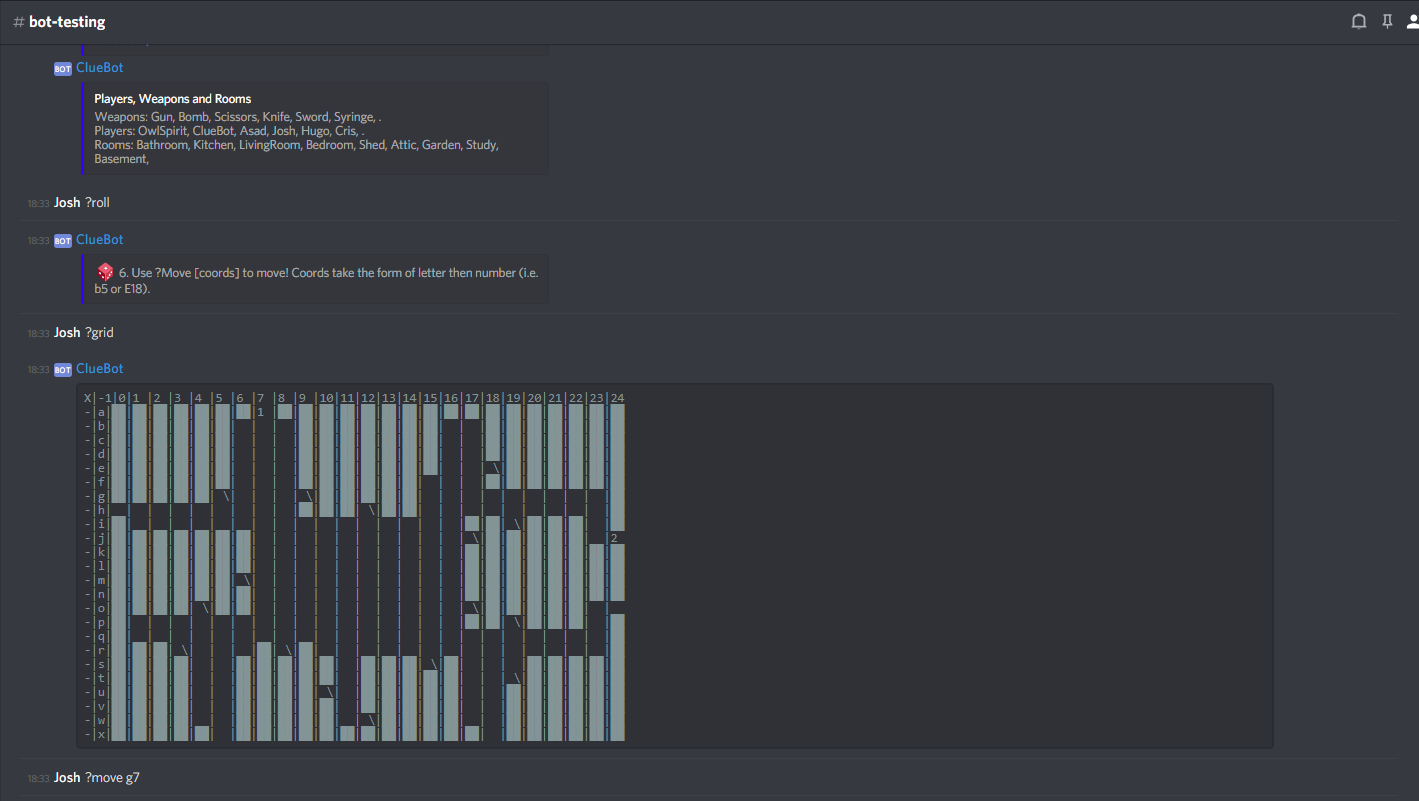 # bot-testing
BOT ClueBot
Players, Weapons and Rooms
Weapons: Gun, Bomb, Scissors, Knife, Sword, Syringe, .
Players: OwlSpirit, ClueBot, Asad, Josh, Hugo, Cris, .
Rooms: Bathroom, Kitchen, LivingRoom, Bedroom, Shed, Attic, Garden, Study,
Basement,
18:33 Josh ?roll
18:33 BOT ClueBot
6. Use ?Move [coords] to move! Coords take the form of letter then number (i.e.
b5 or E18).
18:33 Josh ?grid
18:33 BOT ClueBot
X|-1|0|1 |2 |3 |4 |5 |6 |7 |8 |9 |10|11|12|13|14|15|16|17|18|19|20|21|22|23|24
-|a| 1
-|b|
-|c|
-|d|
-|e| \
-|f|
-|g| \ \
-|h| \
-|i| \
-|j| \ 2
-|k|
-|l|
-|m| \
-|n|
-|o| \ \
-|p| \
-|q|
-|r| \ \
-|s| \
-|t| \
-|u| \
-|v|
-|w| \
-|x|
18:33 Josh ?move g7